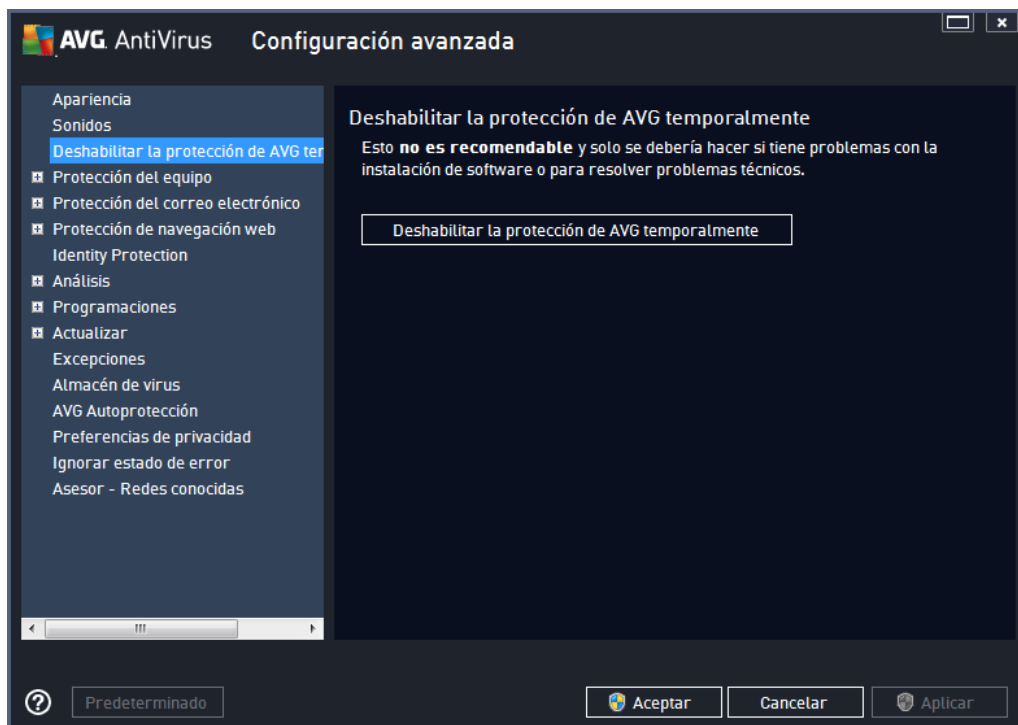 AVG. AntiVirus Configuración avanzada
Apariencia
Sonidos
Deshabilitar la protección de AVG ter
Protección del equipo
Protección del correo electrónico
Protección de navegación web
Identity Protection
Análisis
Programaciones
Actualizar
Excepciones
Almacén de virus
AVG Autoprotección
Preferencias de privacidad
Ignorar estado de error
Asesor - Redes conocidas
Deshabilitar la protección de AVG temporalmente
Esto no es recomendable y solo se debería hacer si tiene problemas con la
instalación de software o para resolver problemas técnicos.
Deshabilitar la protección de AVG temporalmente
Predeterminado
Aceptar
Cancelar
Aplicar